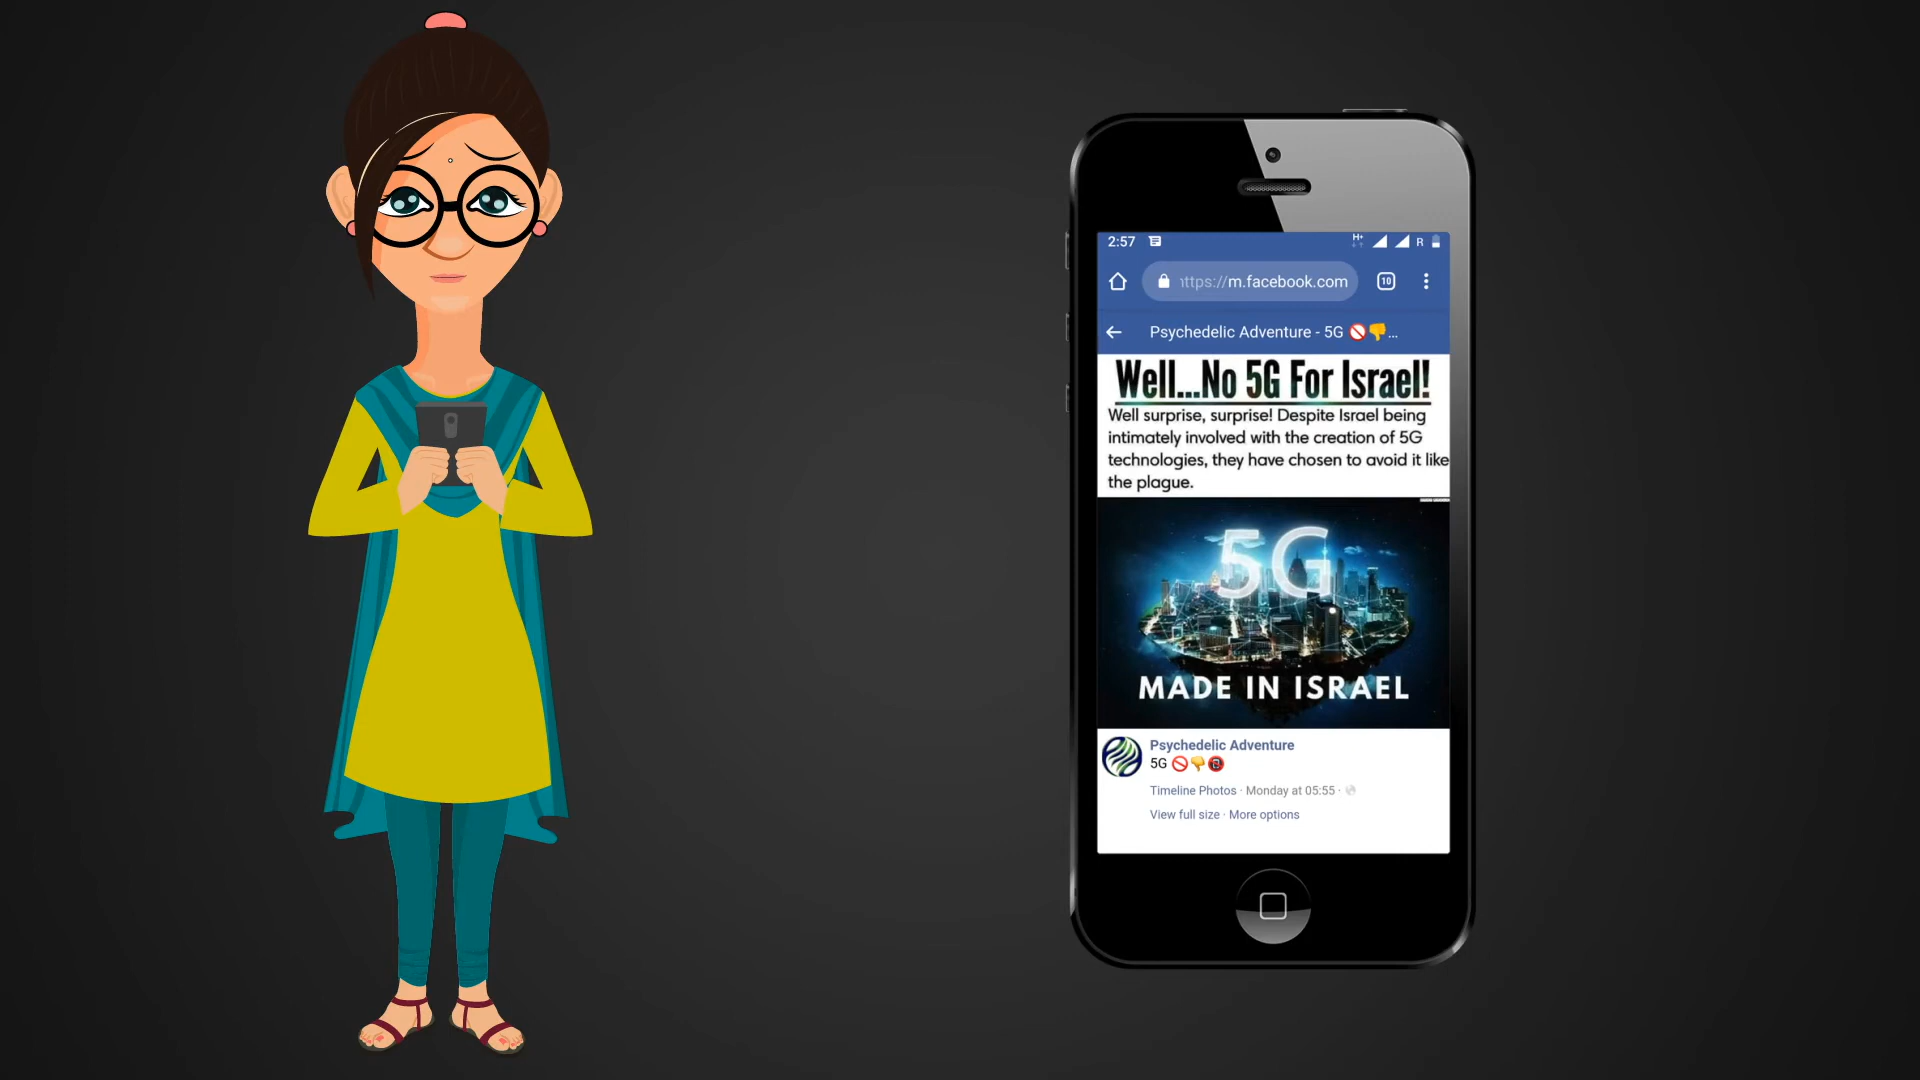 2:57
H+
R
https://m.facebook.com
10
Psychedelic Adventure - 5G 🚫👎...
Well...No 5G For Israel!
Well surprise, surprise! Despite Israel being
intimately involved with the creation of 5G
technologies, they have chosen to avoid it like
the plague.
5G
MADE IN ISRAEL
Psychedelic Adventure
5G 🚫👎📵
Timeline Photos · Monday at 05:55 ·
View full size · More options